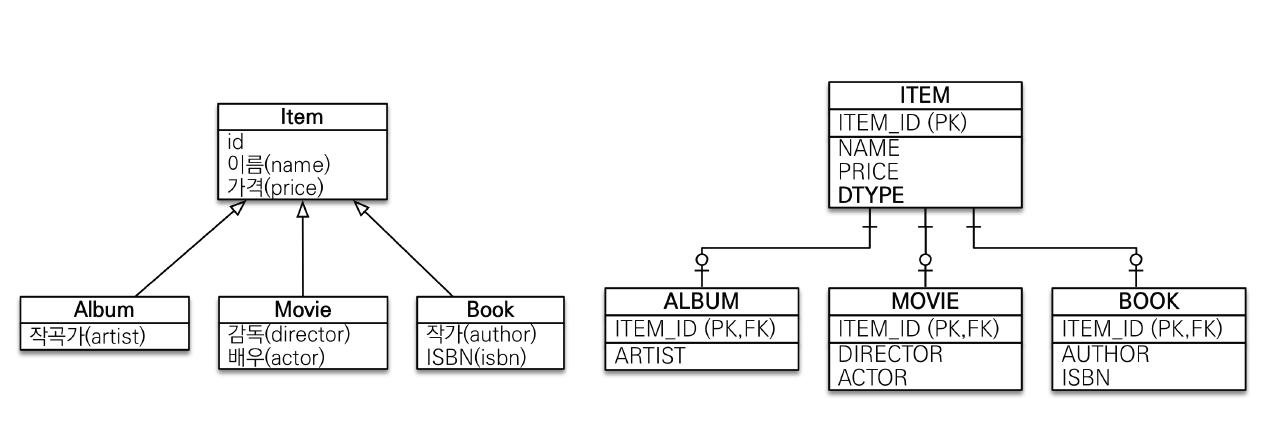 Item
id
이름(name)
가격(price)
Album
작곡가(artist)
Movie
감독(director)
배우(actor)
Book
작가(author)
ISBN(isbn)
ITEM
ITEM_ID (PK)
NAME
PRICE
DTYPE
ALBUM
ITEM_ID (PK,FK)
ARTIST
MOVIE
ITEM_ID (PK,FK)
DIRECTOR
ACTOR
BOOK
ITEM_ID (PK,FK)
AUTHOR
ISBN